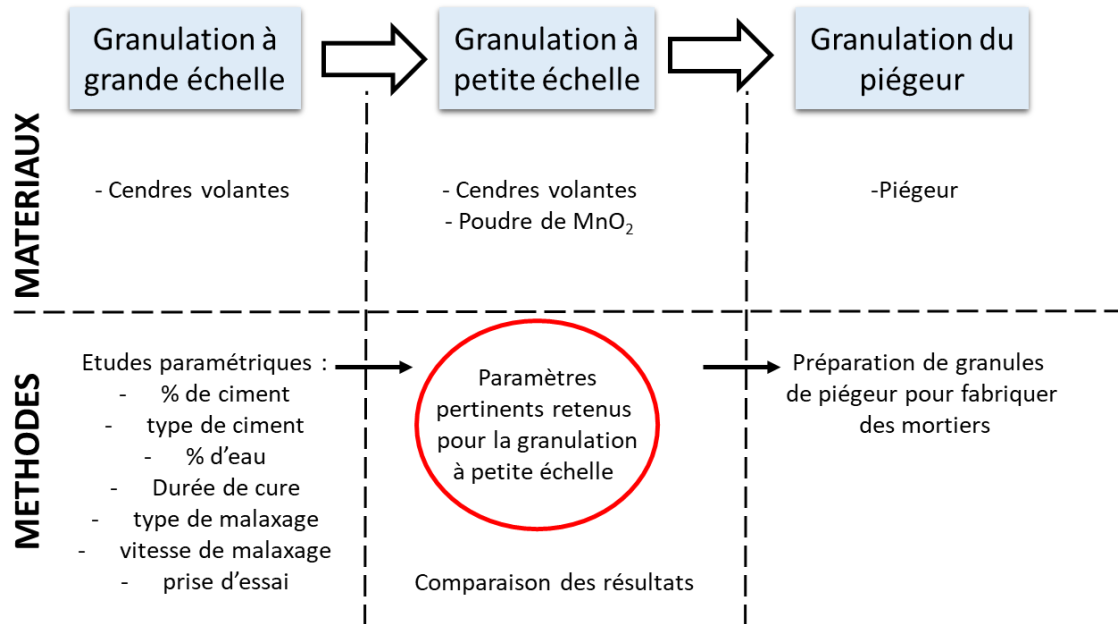 Granulation à
grande échelle
Granulation à
petite échelle
Granulation du
piégeur
MATERIAUX
- Cendres volantes
- Cendres volantes
- Poudre de MnO₂
-Piégeur
METHODES
Etudes paramétriques :
- % de ciment
- type de ciment
- % d’eau
- Durée de cure
- type de malaxage
- vitesse de malaxage
- prise d’essai
Paramètres
pertinents retenus
pour la granulation
à petite échelle
Comparaison des résultats
Préparation de granules
de piégeur pour fabriquer
des mortiers